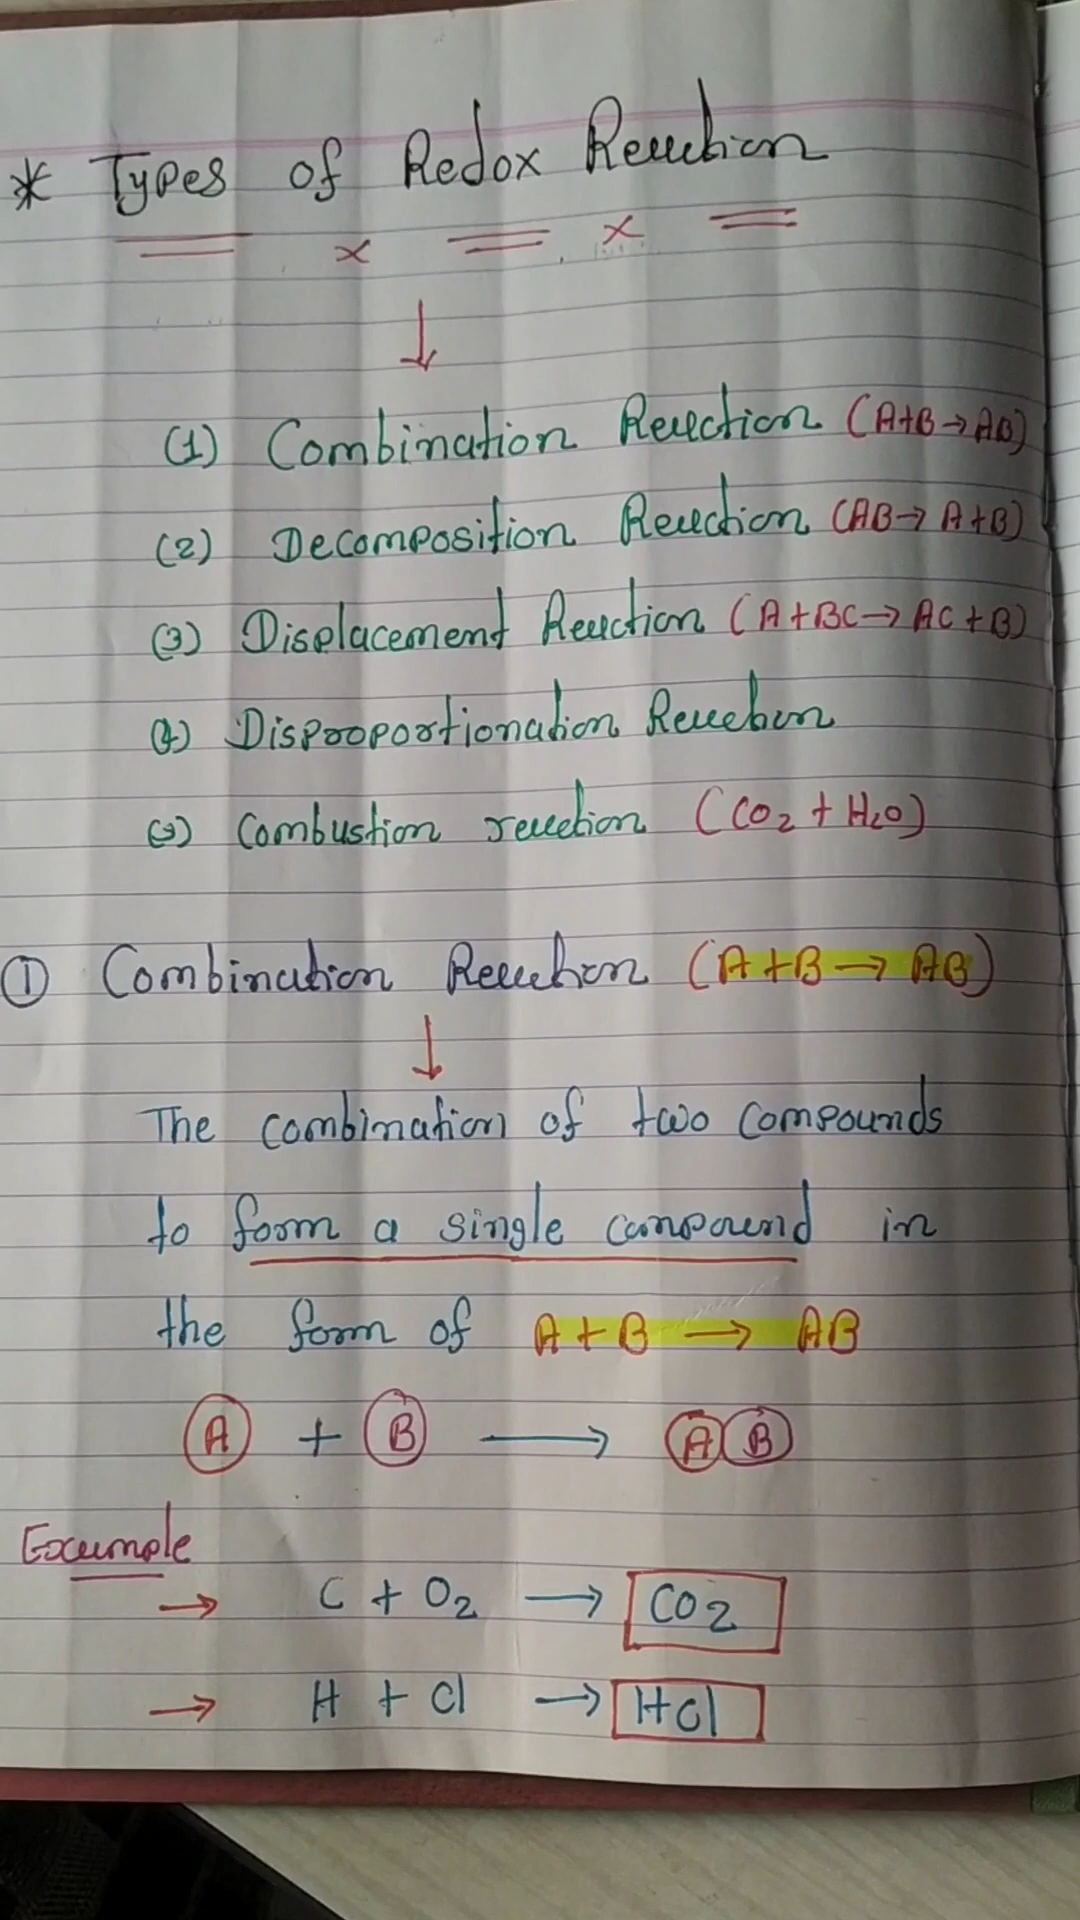 * Types of Redox Reaction
(1) Combination Reaction (A+B→AB)
(2) Decomposition Reaction (AB→ A+B)
(3) Displacement Reaction (A+BC→ AC+B)
(4) Disproportionation Reaction
(5) Combustion reaction (CO2 + H2O)
① Combination Reaction (A+B → AB)
The combination of two compounds
to form a single compound in
the form of A+B → AB
A + B → A B
Example
→ C + O2 → CO2
→ H + Cl → HCl